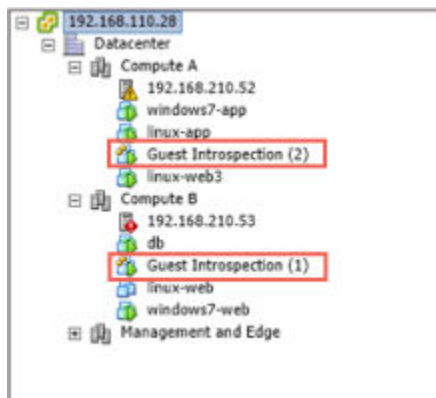 192.168.110.28
Datacenter
Compute A
192.168.210.52
windows7-app
linux-app
Guest Introspection (2)
linux-web3
Compute B
192.168.210.53
db
Guest Introspection (1)
linux-web
windows7-web
Management and Edge